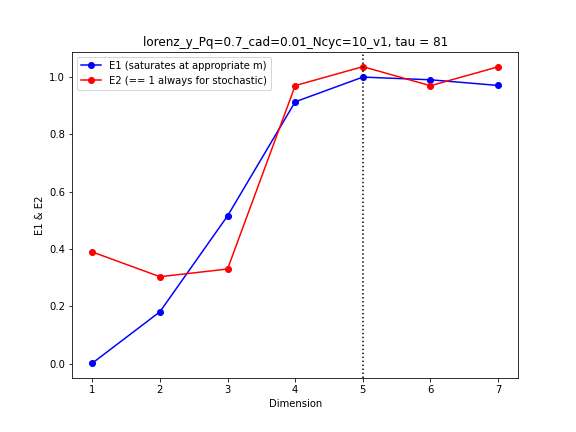 lorenz_y_Pq=0.7_cad=0.01_Ncyc=10_v1, tau = 81
E1 (saturates at appropriate m)
E2 (== 1 always for stochastic)
E1 & E2
1.0
0.8
0.6
0.4
0.2
0.0
1 2 3 4 5 6 7
Dimension